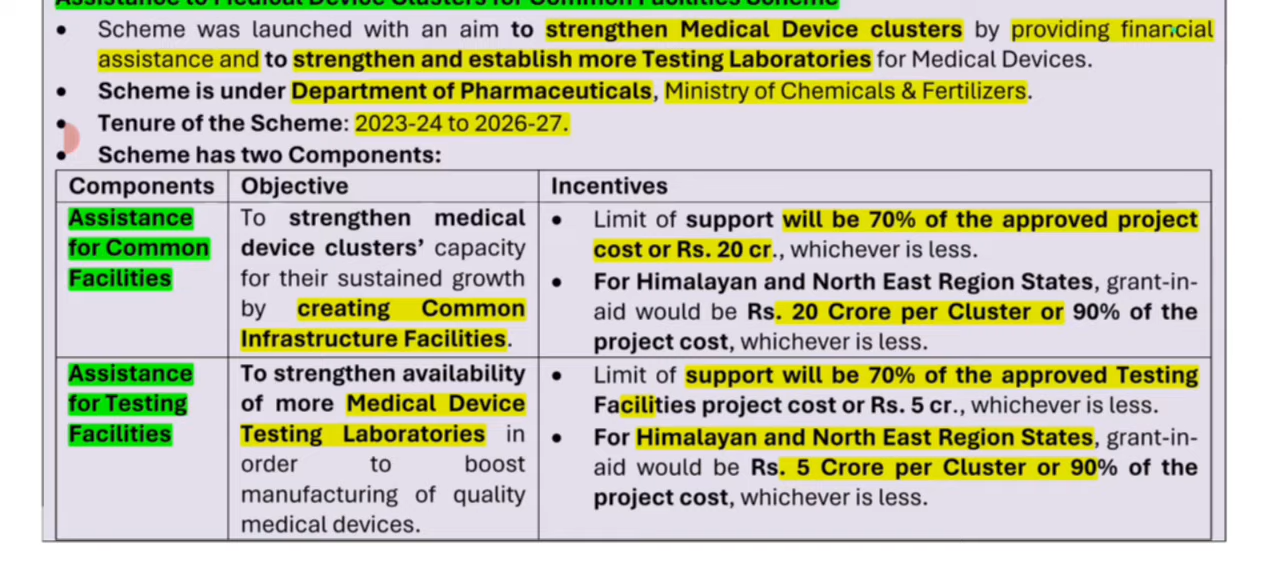 Assistance to Medical Device Clusters for Common Facilities Scheme
• Scheme was launched with an aim to strengthen Medical Device clusters by providing financial
assistance and to strengthen and establish more Testing Laboratories for Medical Devices.
• Scheme is under Department of Pharmaceuticals, Ministry of Chemicals & Fertilizers.
• Tenure of the Scheme: 2023-24 to 2026-27.
• Scheme has two Components:
Components
Objective
Incentives
Assistance
for Common
Facilities
To strengthen medical
device clusters’ capacity
for their sustained growth
by creating Common
Infrastructure Facilities.
• Limit of support will be 70% of the approved project
cost or Rs. 20 cr., whichever is less.
• For Himalayan and North East Region States, grant-in-
aid would be Rs. 20 Crore per Cluster or 90% of the
project cost, whichever is less.
Assistance
for Testing
Facilities
To strengthen availability
of more Medical Device
Testing Laboratories in
order to boost
manufacturing of quality
medical devices.
• Limit of support will be 70% of the approved Testing
Facilities project cost or Rs. 5 cr., whichever is less.
• For Himalayan and North East Region States, grant-in-
aid would be Rs. 5 Crore per Cluster or 90% of the
project cost, whichever is less.